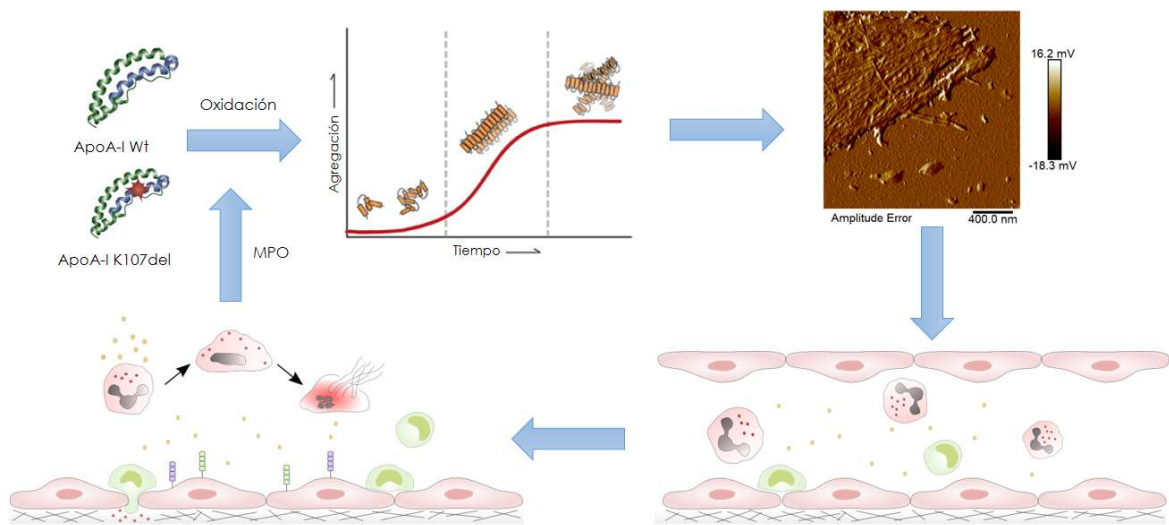 ApoA-I Wt
ApoA-I K107del
Oxidación
MPO
Agregación
Tiempo
16.2 mV
-18.3 mV
Amplitude Error
400.0 nm